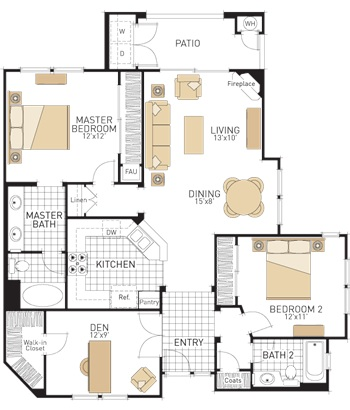 WH
W
D
PATIO
Fireplace
MASTER
BEDROOM
12'x12'
LIVING
13'x10'
FAU
DINING
15'x8'
Linen
MASTER
BATH
DW
KITCHEN
Ref.
Pantry
BEDROOM 2
12'x11'
DEN
12'x9'
Walk-in
Closet
ENTRY
BATH 2
Coats